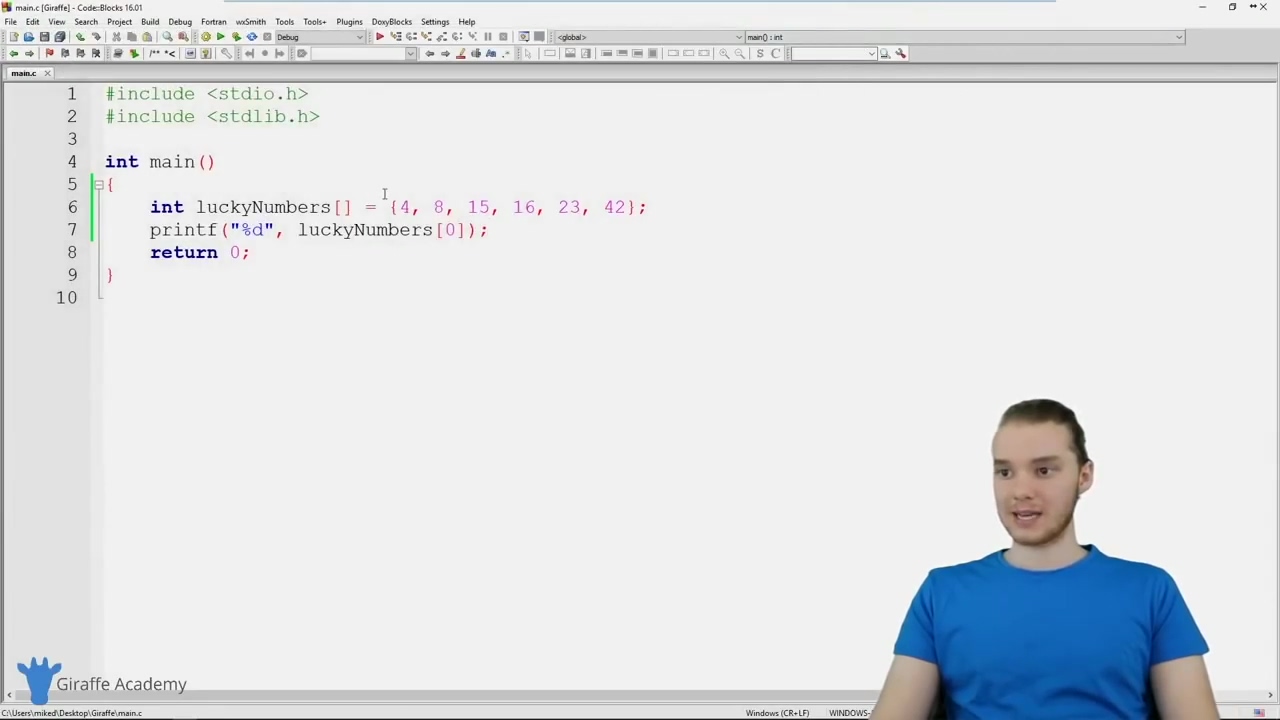 main.c [Giraffe] - Code::Blocks 16.01
File Edit View Search Project Build Debug Fortran wxSmith Tools Tools+ Plugins DoxyBlocks Settings Help
Debug <global> main() : int
main.c
1 #include <stdio.h>
2 #include <stdlib.h>
3
4 int main()
5 {
6 int luckyNumbers[] = {4, 8, 15, 16, 23, 42};
7 printf("%d", luckyNumbers[0]);
8 return 0;
9 }
10
Giraffe Academy
C:\Users\miked\Desktop\Giraffe\main.c Windows (CR+LF)